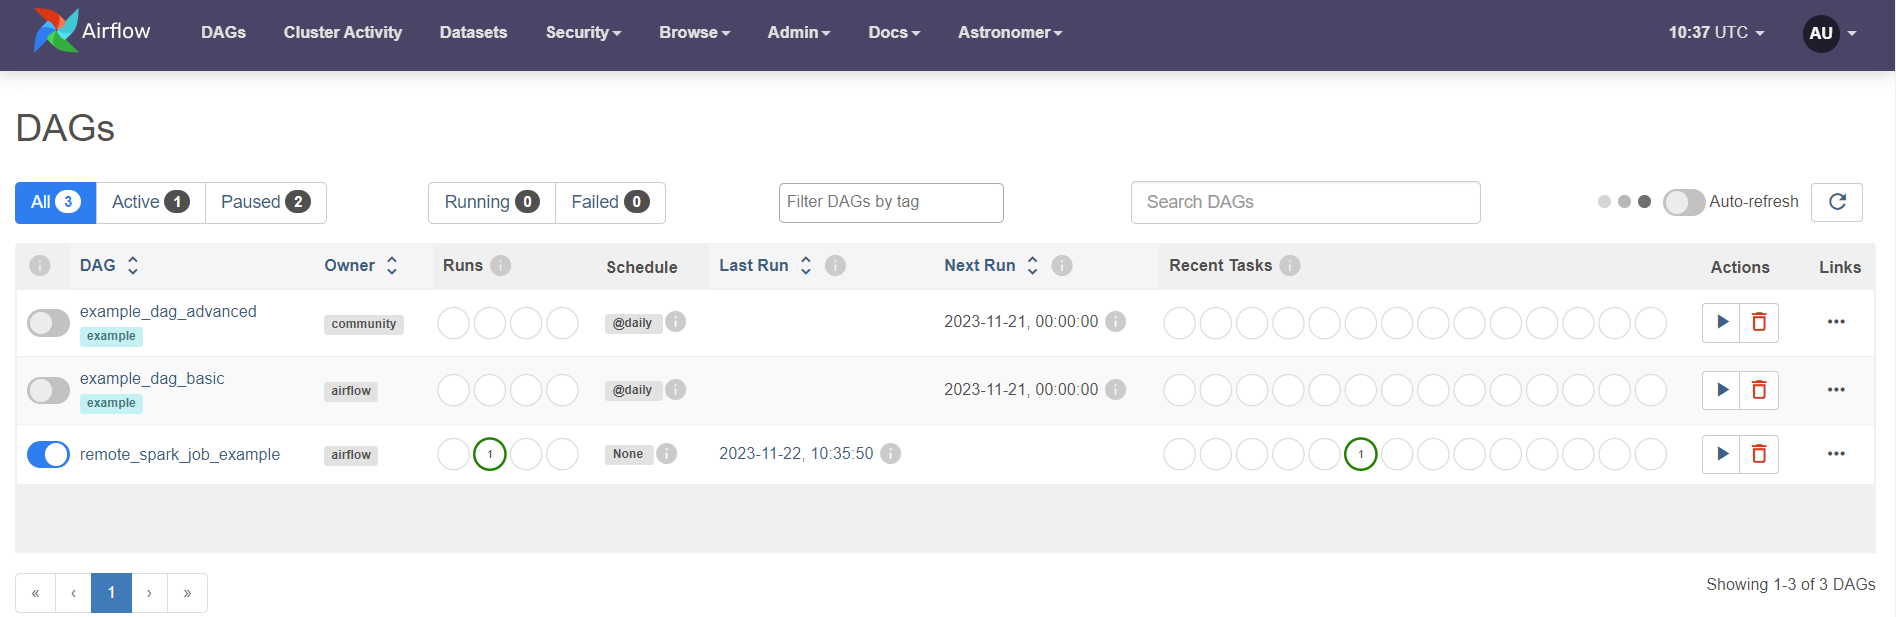 Airflow DAGs Cluster Activity Datasets Security Browse Admin Docs Astronomer 10:37 UTC AU
DAGs
All 3 Active 1 Paused 2 Running 0 Failed 0 Filter DAGs by tag Search DAGs Auto-refresh
i DAG Owner Runs i Schedule Last Run i Next Run i Recent Tasks i Actions Links
example_dag_advanced community @daily i 2023-11-21, 00:00:00 i
example
example_dag_basic airflow @daily i 2023-11-21, 00:00:00 i
example
remote_spark_job_example airflow 1 None i 2023-11-22, 10:35:50 i 1
« ‹ 1 › » Showing 1-3 of 3 DAGs